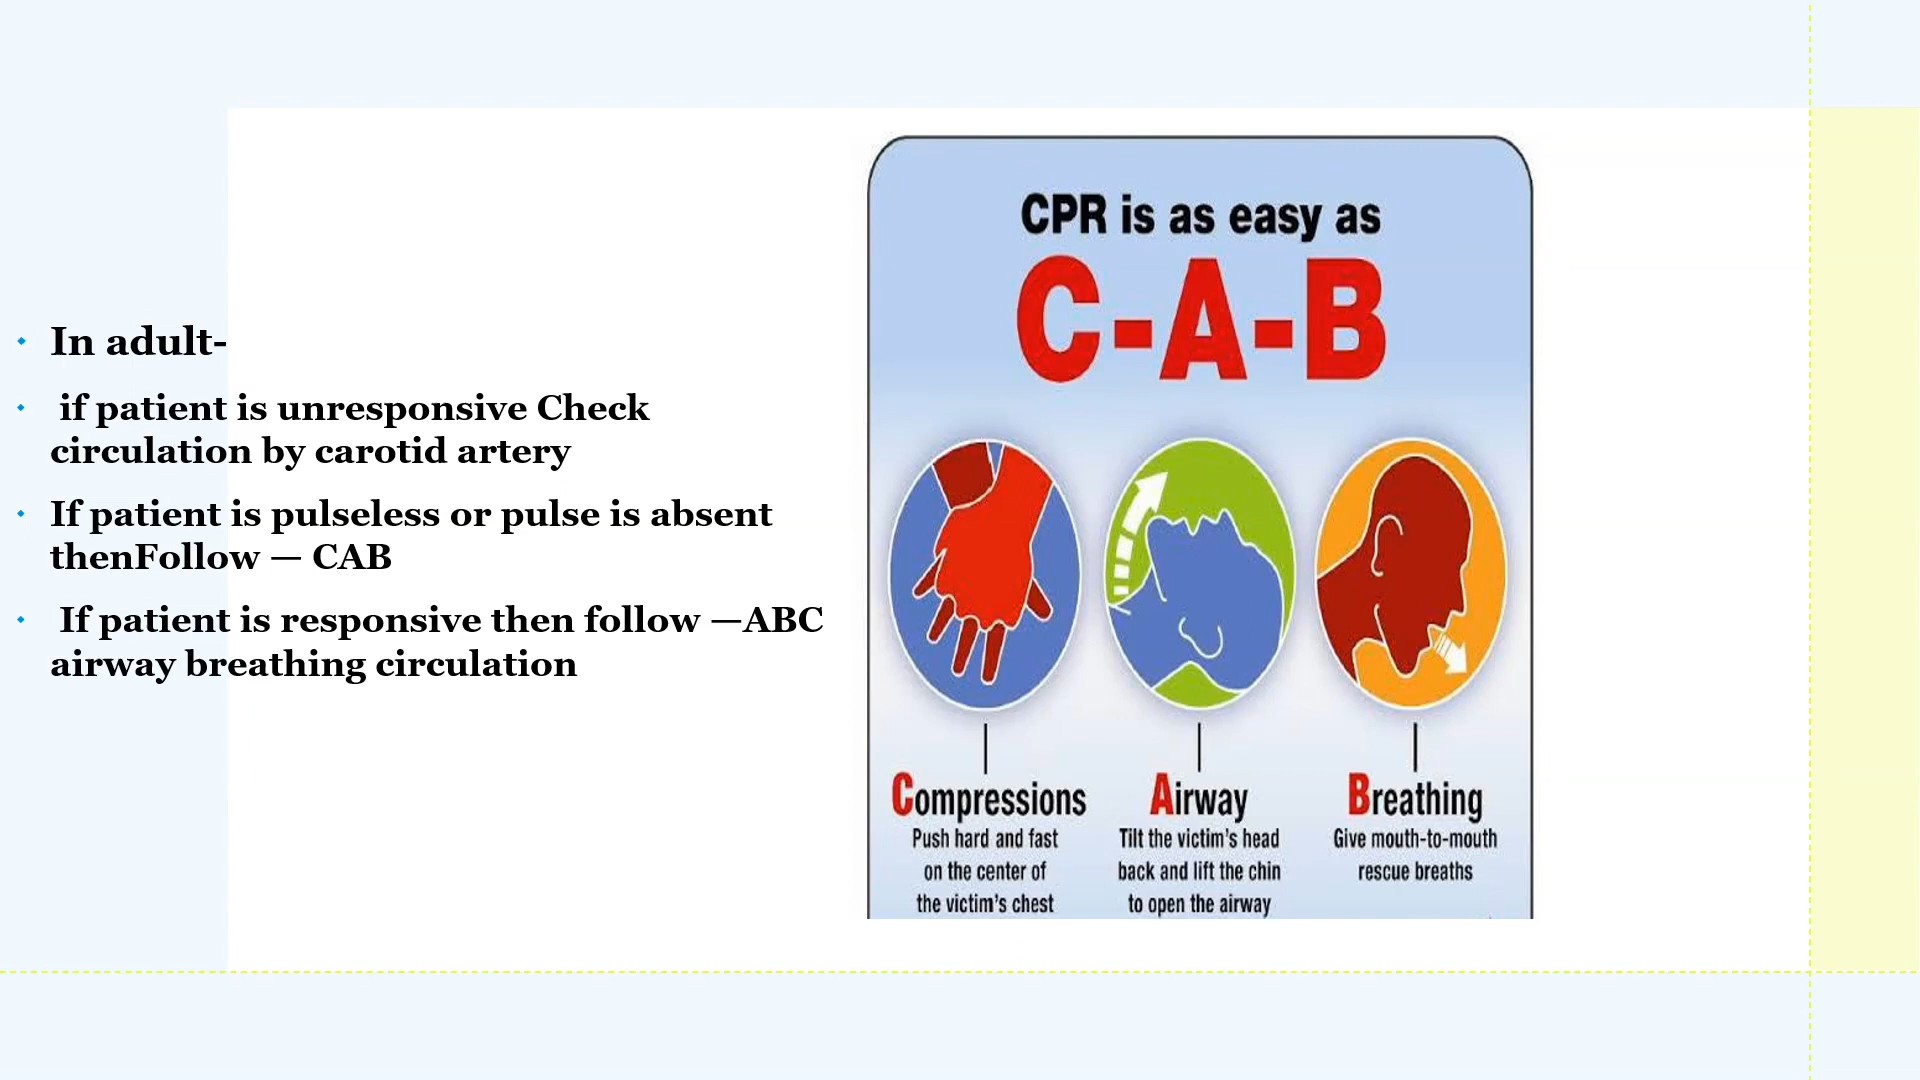 In adult-
if patient is unresponsive Check
circulation by carotid artery
If patient is pulseless or pulse is absent
thenFollow — CAB
If patient is responsive then follow —ABC
airway breathing circulation
CPR is as easy as
C-A-B
Compressions
Push hard and fast
on the center of
the victim's chest
Airway
Tilt the victim's head
back and lift the chin
to open the airway
Breathing
Give mouth-to-mouth
rescue breaths